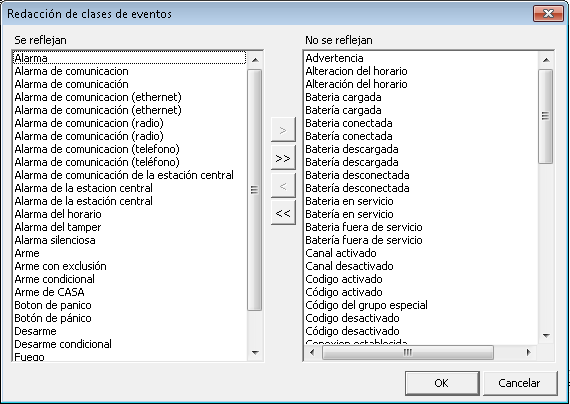 Redacción de clases de eventos
Se reflejan
Alarma
Alarma de comunicacion
Alarma de comunicación
Alarma de comunicación (ethernet)
Alarma de comunicación (ethernet)
Alarma de comunicación (radio)
Alarma de comunicación (radio)
Alarma de comunicación (telefono)
Alarma de comunicación (teléfono)
Alarma de comunicación de la estación central
Alarma de la estacion central
Alarma de la estación central
Alarma del horario
Alarma del tamper
Alarma silenciosa
Arme
Arme con exclusión
Arme condicional
Arme de CASA
Boton de panico
Botón de pánico
Desarme
Desarme condicional
Fuego
>
>>
<
<<
No se reflejan
Advertencia
Alteracion del horario
Alteración del horario
Bateria cargada
Batería cargada
Bateria conectada
Batería conectada
Bateria descargada
Batería descargada
Bateria desconectada
Batería desconectada
Bateria en servicio
Batería en servicio
Bateria fuera de servicio
Batería fuera de servicio
Canal activado
Canal desactivado
Codigo activado
Código activado
Código del grupo especial
Codigo desactivado
Código desactivado
Conexion establecida
OK
Cancelar